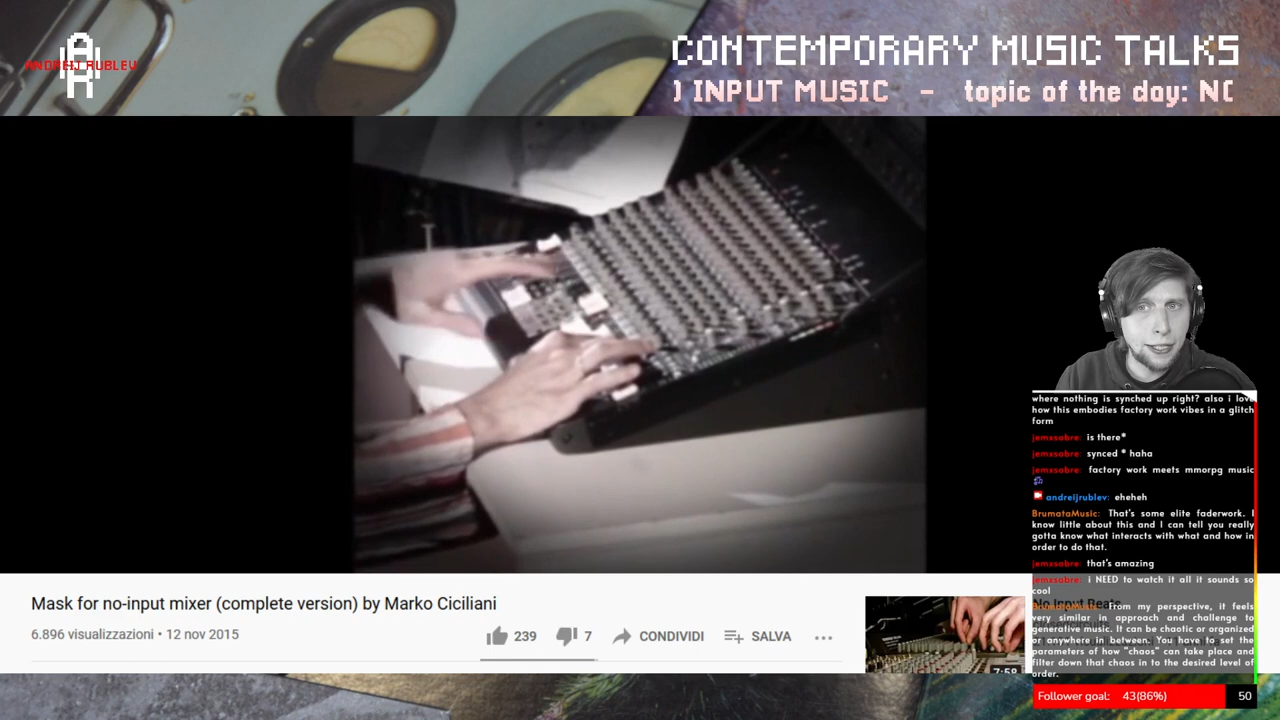 ANDREIJ RUBLEV
CONTEMPORARY MUSIC TALKS
) INPUT MUSIC - topic of the day: NO
where nothing is synched up right? also i love
how this embodies factory work vibes in a glitch
form
jemxsabre: is there*
jemxsabre: synced * haha
jemxsabre: factory work meets mmorpg music
andreijrublev: eheheh
BrumataMusic: That's some elite faderwork. I
know little about this and I can tell you really
gotta know what interacts with what and how in
order to do that.
jemxsabre: that's amazing
jemxsabre: i NEED to watch it all it sounds so
cool
BrumataMusic: From my perspective, it feels
very similar in approach and challenge to
generative music. It can be chaotic or organized
or anywhere in between. You have to set the
parameters of how "chaos" can take place and
filter down that chaos in to the desired level of
order.
Mask for no-input mixer (complete version) by Marko Ciciliani
6.896 visualizzazioni • 12 nov 2015
239
7
CONDIVIDI
SALVA
7:58
No Input Beats
Follower goal: 43(86%)
50